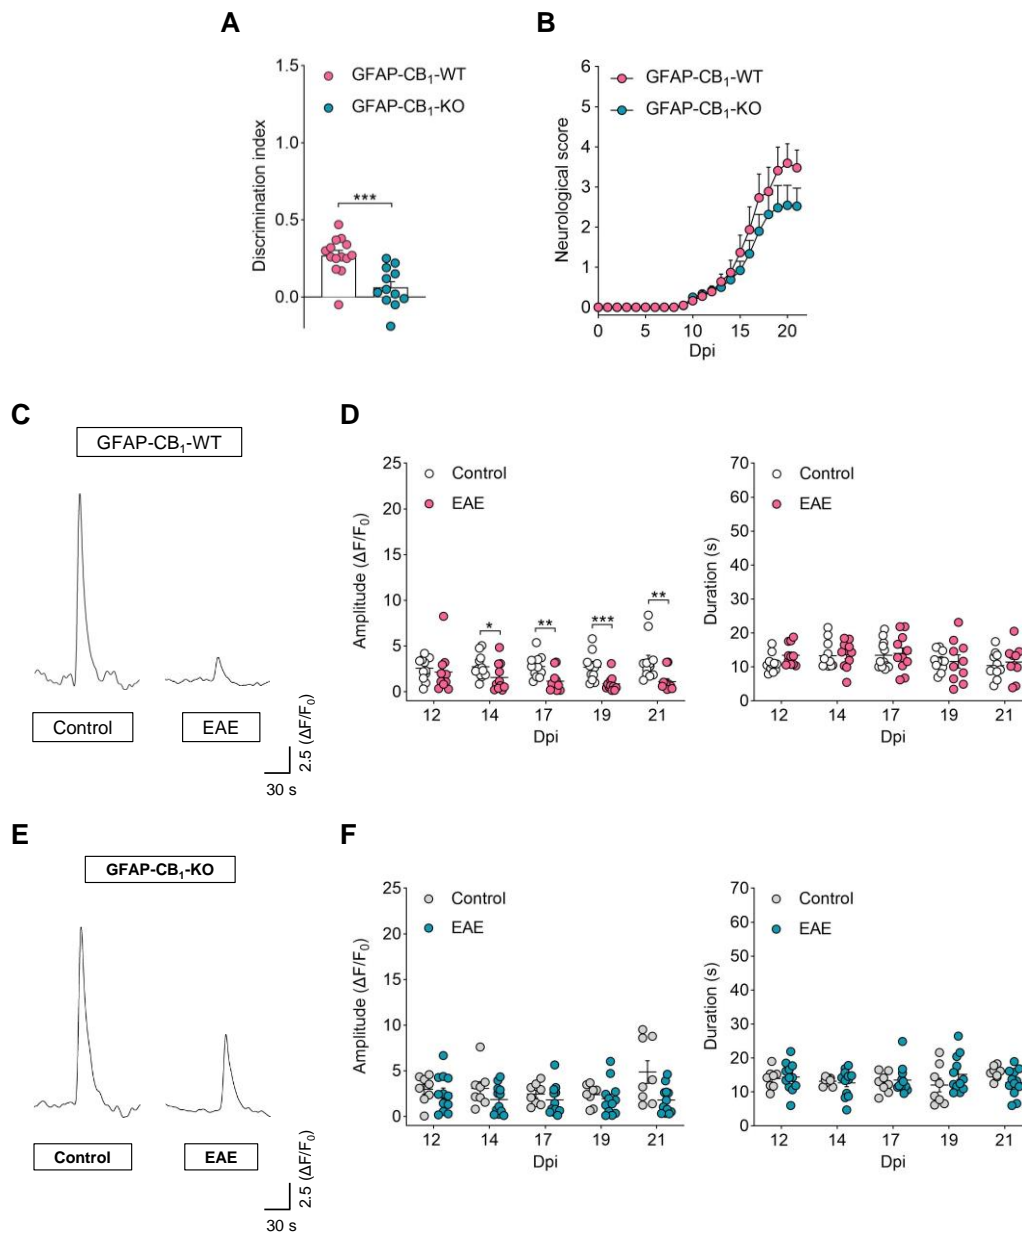 A
1.5
1.0
0.5
0.0
Discrimination index
GFAP-CB₁-WT
GFAP-CB₁-KO
***
B
6
5
4
3
2
1
0
Neurological score
GFAP-CB₁-WT
GFAP-CB₁-KO
0 5 10 15 20
Dpi
C
GFAP-CB₁-WT
Control EAE
2.5 (ΔF/F₀)
30 s
D
25
20
15
10
5
0
Amplitude (ΔF/F₀)
Control
EAE
* ** *** **
12 14 17 19 21
Dpi
70
60
50
40
30
20
10
0
Duration (s)
Control
EAE
12 14 17 19 21
Dpi
E
GFAP-CB₁-KO
Control EAE
2.5 (ΔF/F₀)
30 s
F
25
20
15
10
5
0
Amplitude (ΔF/F₀)
Control
EAE
12 14 17 19 21
Dpi
70
60
50
40
30
20
10
0
Duration (s)
Control
EAE
12 14 17 19 21
Dpi